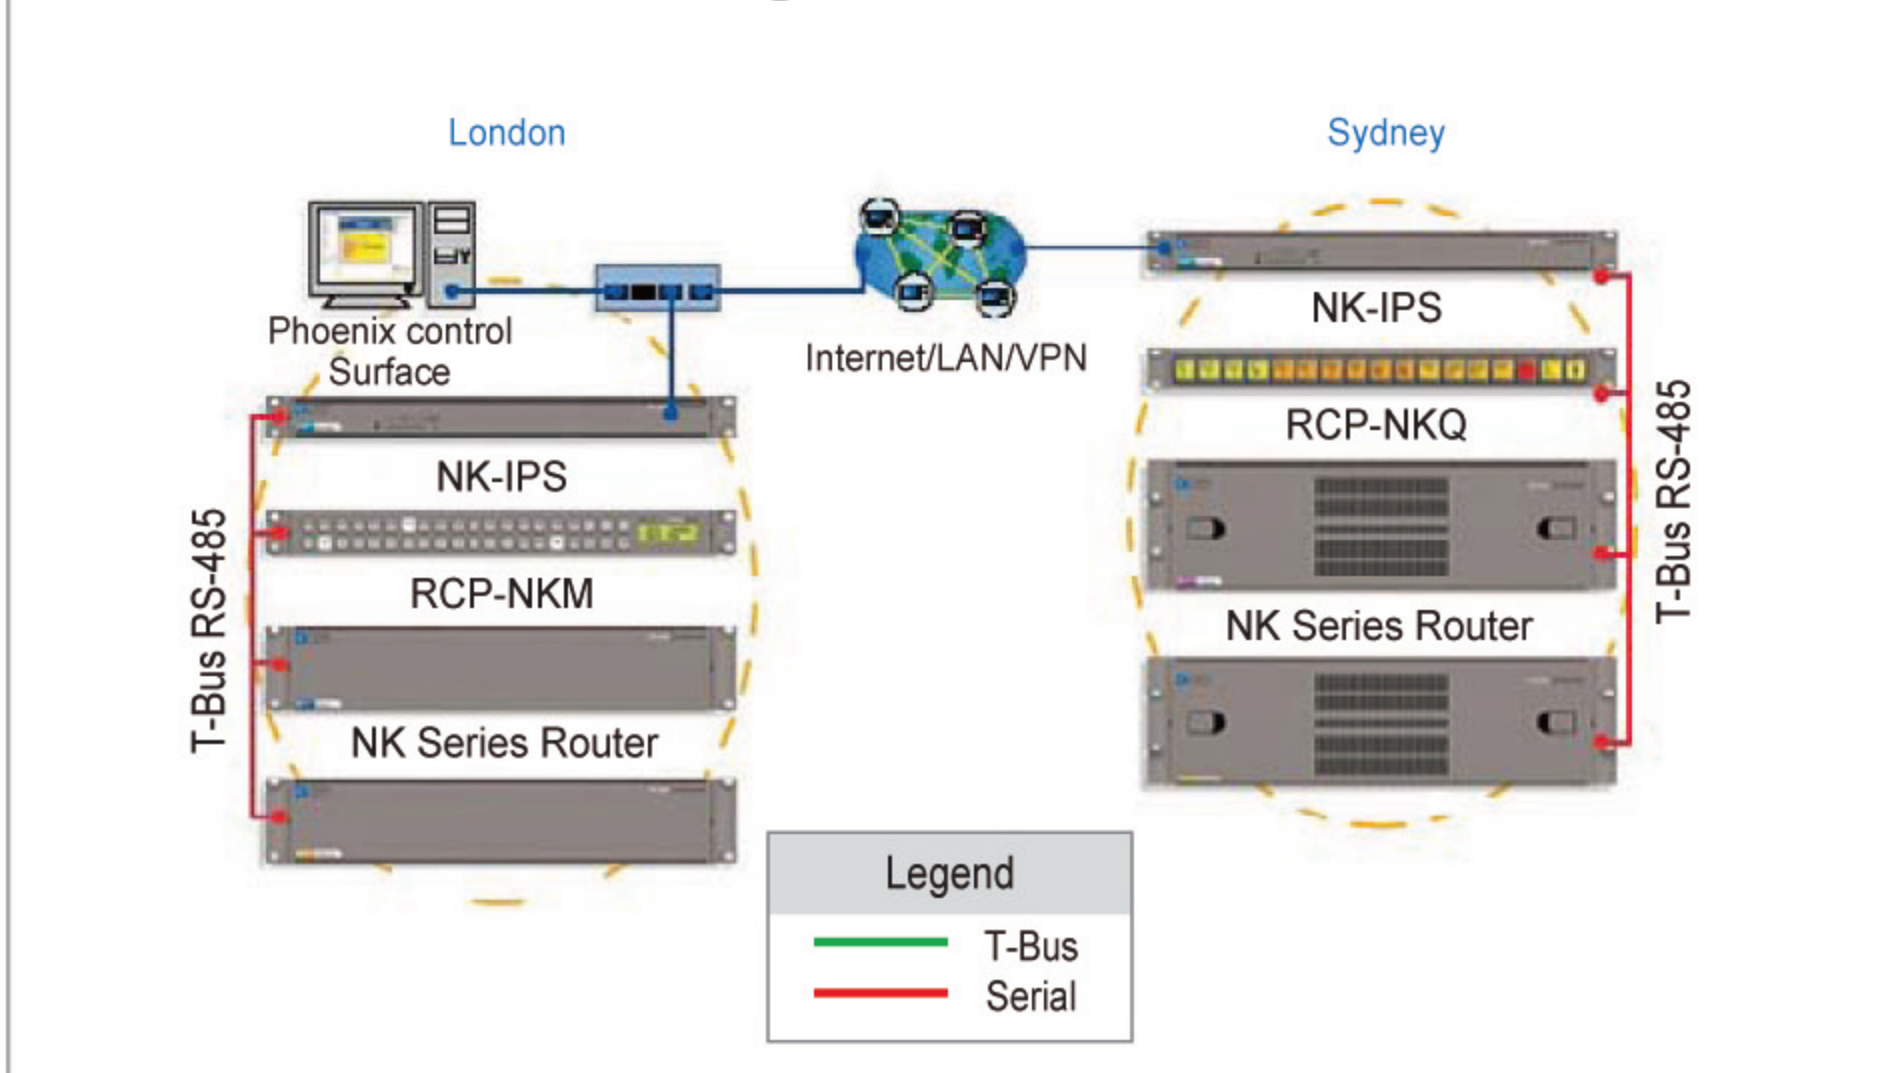 London
Sydney
Phoenix control
Surface
Internet/LAN/VPN
NK-IPS
RCP-NKM
NK Series Router
T-Bus RS-485
NK-IPS
RCP-NKQ
NK Series Router
T-Bus RS-485
Legend
T-Bus
Serial